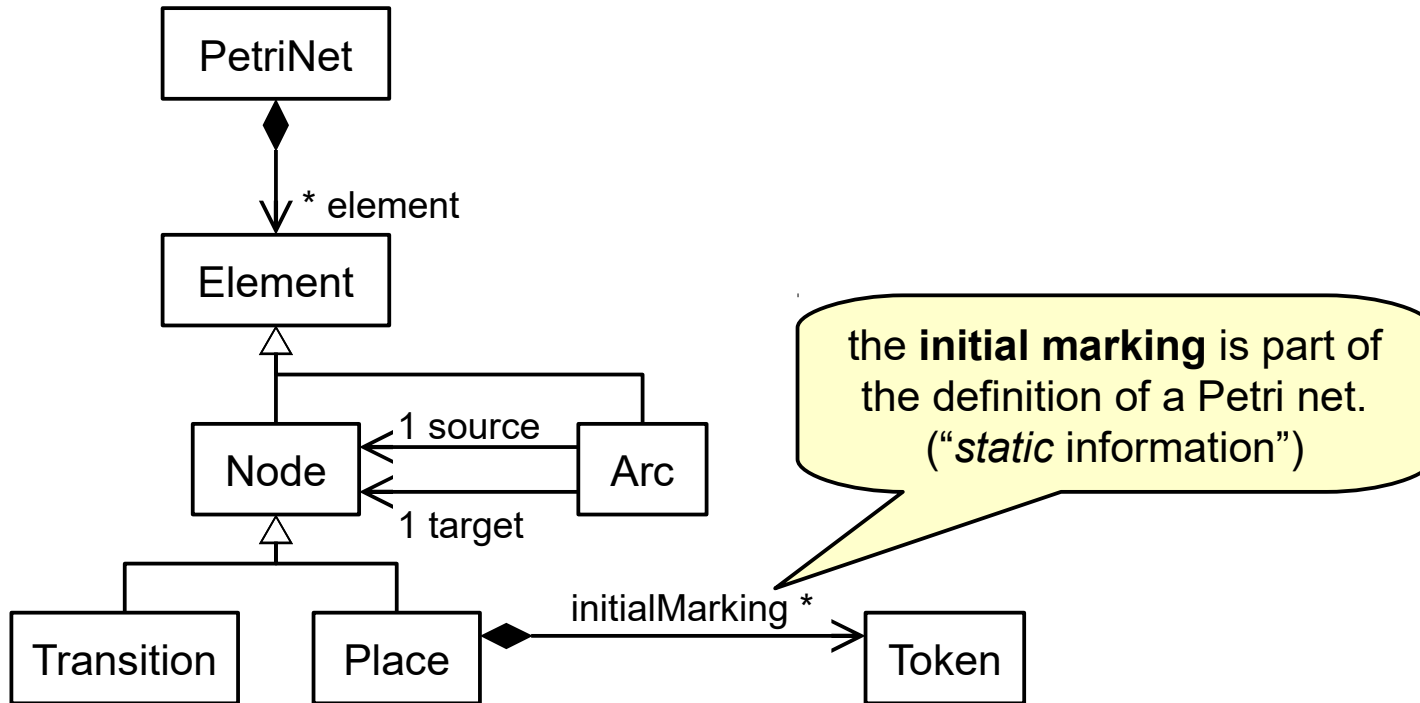 PetriNet
* element
Element
the initial marking is part of
the definition of a Petri net.
(“static information”)
1 source
Node
Arc
1 target
initialMarking *
Transition
Place
Token